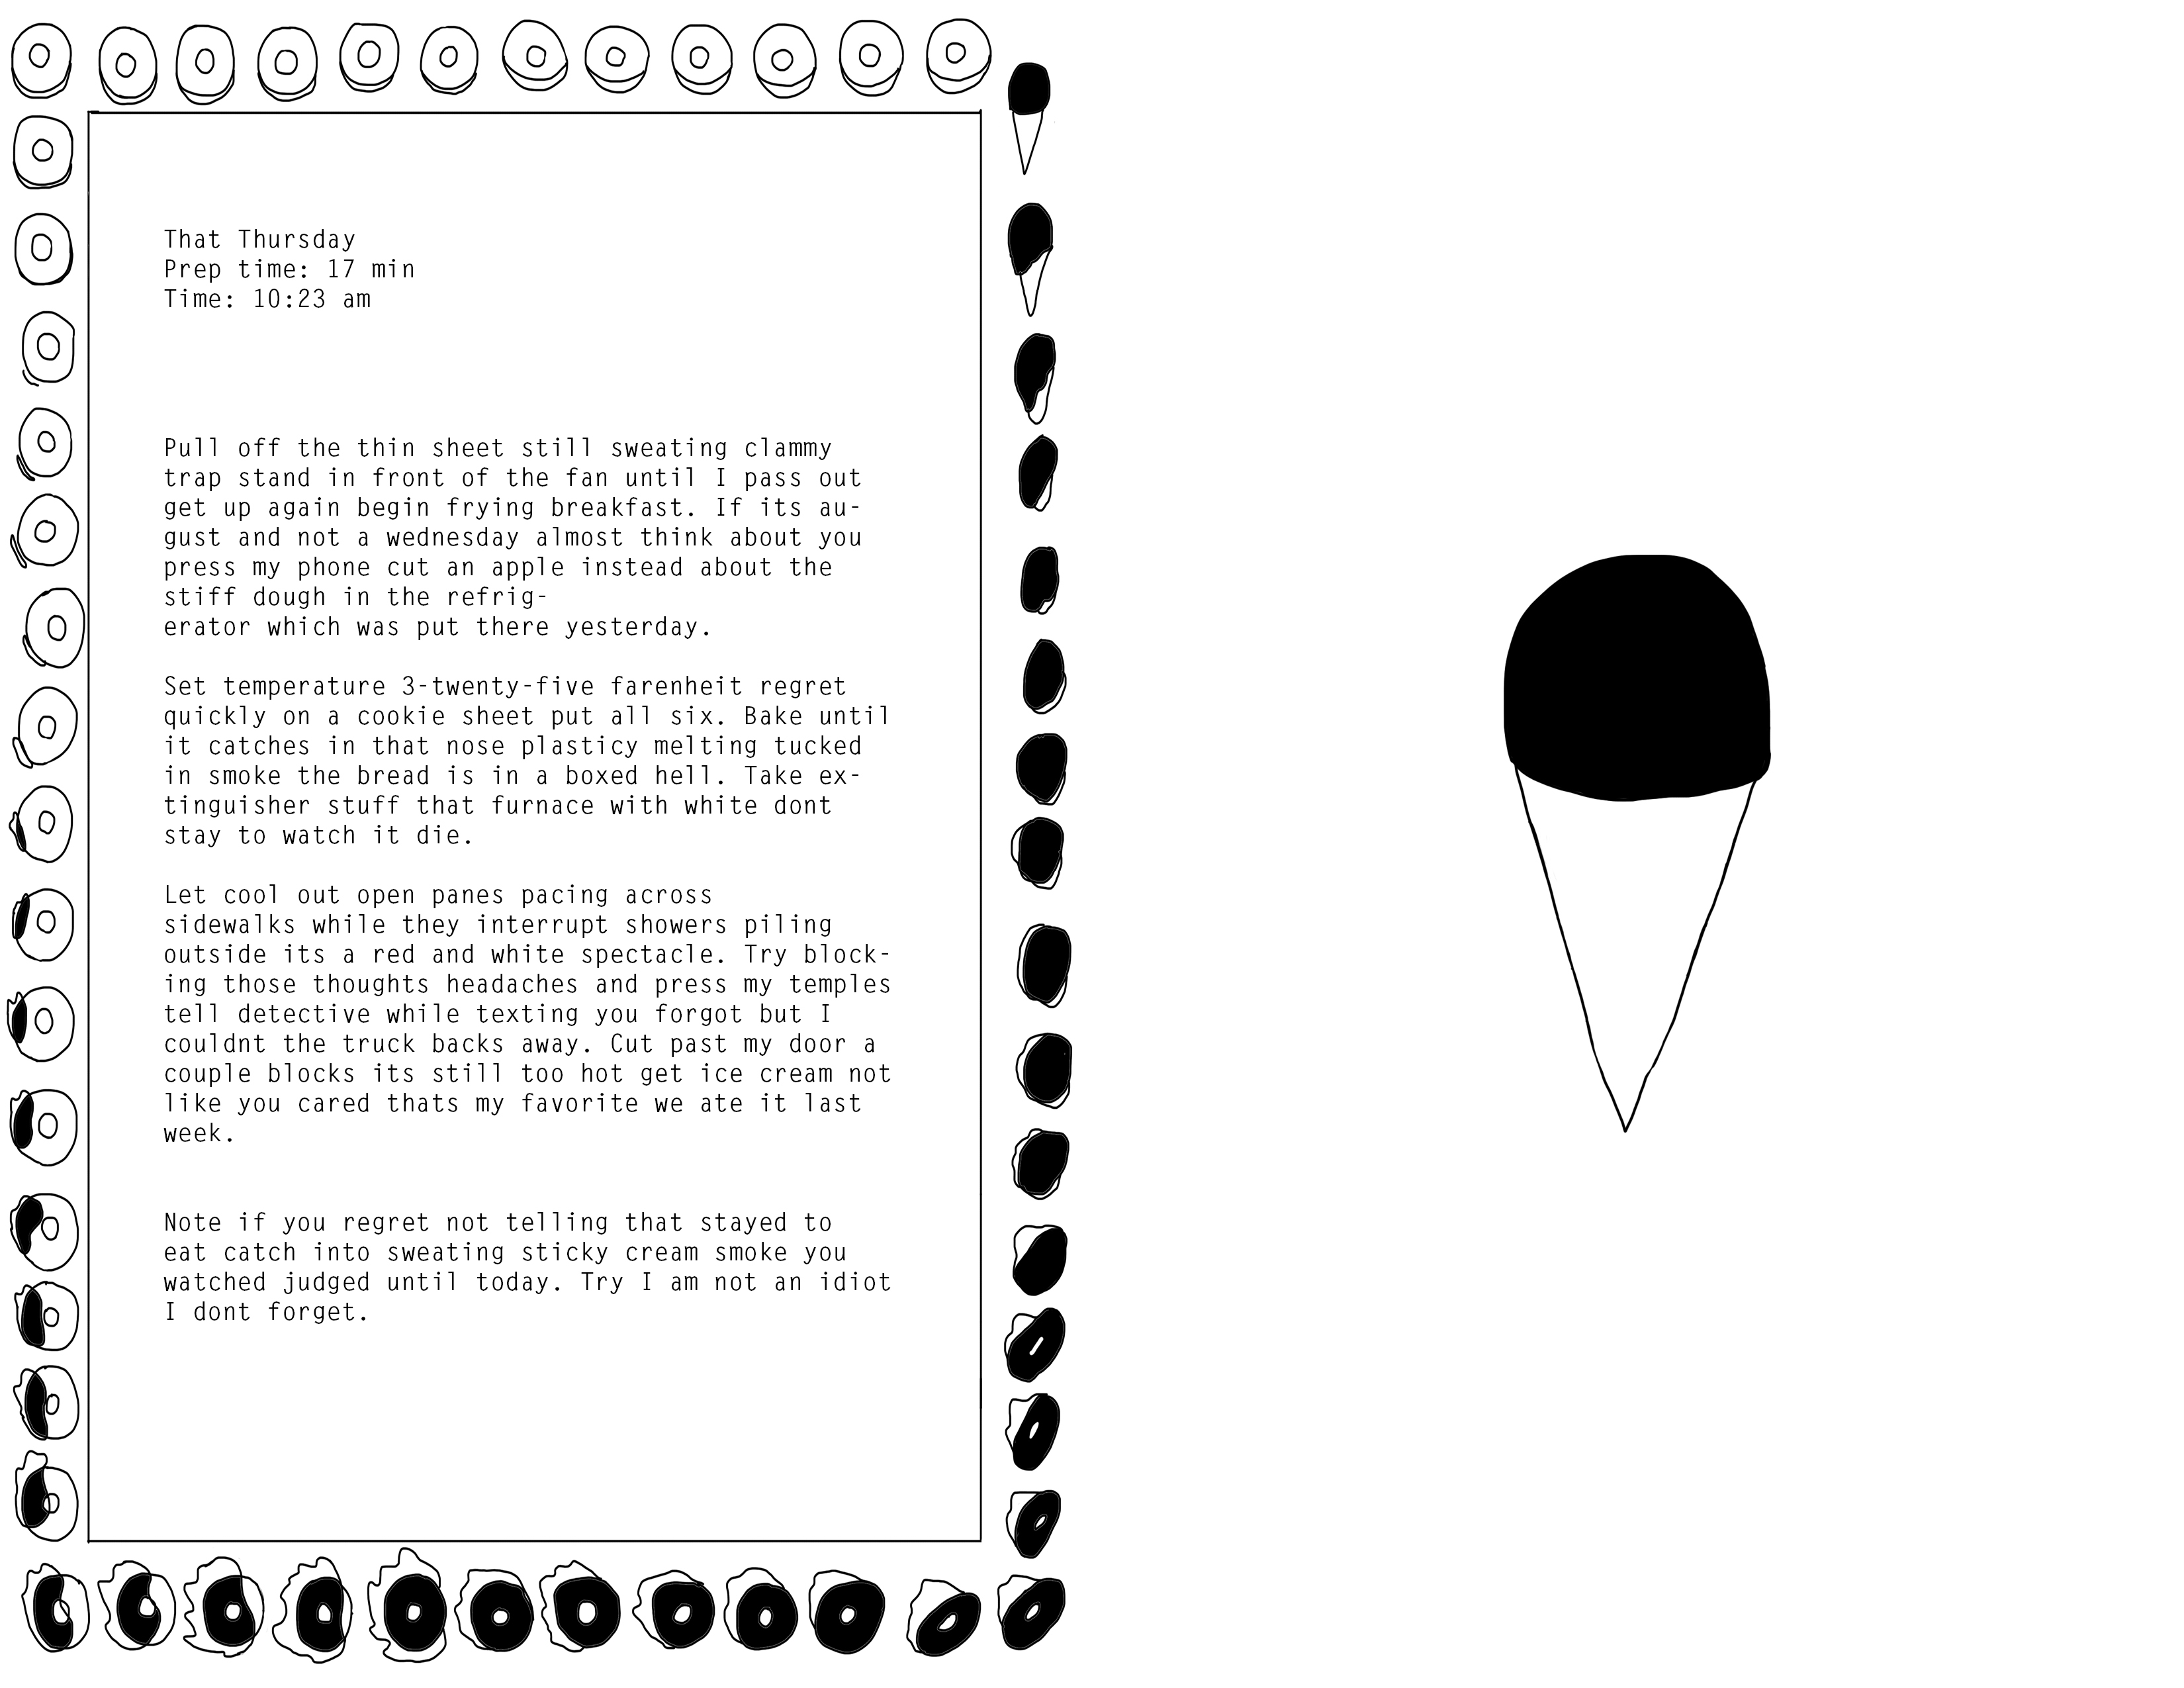 That Thursday
Prep time: 17 min
Time: 10:23 am
Pull off the thin sheet still sweating clammy
trap stand in front of the fan until I pass out
get up again begin frying breakfast. If its au-
gust and not a wednesday almost think about you
press my phone cut an apple instead about the
stiff dough in the refrig-
erator which was put there yesterday.
Set temperature 3-twenty-five farenheit regret
quickly on a cookie sheet put all six. Bake until
it catches in that nose plasticy melting tucked
in smoke the bread is in a boxed hell. Take ex-
tinguisher stuff that furnace with white dont
stay to watch it die.
Let cool out open panes pacing across
sidewalks while they interrupt showers piling
outside its a red and white spectacle. Try block-
ing those thoughts headaches and press my temples
tell detective while texting you forgot but I
couldnt the truck backs away. Cut past my door a
couple blocks its still too hot get ice cream not
like you cared thats my favorite we ate it last
week.
Note if you regret not telling that stayed to
eat catch into sweating sticky cream smoke you
watched judged until today. Try I am not an idiot
I dont forget.